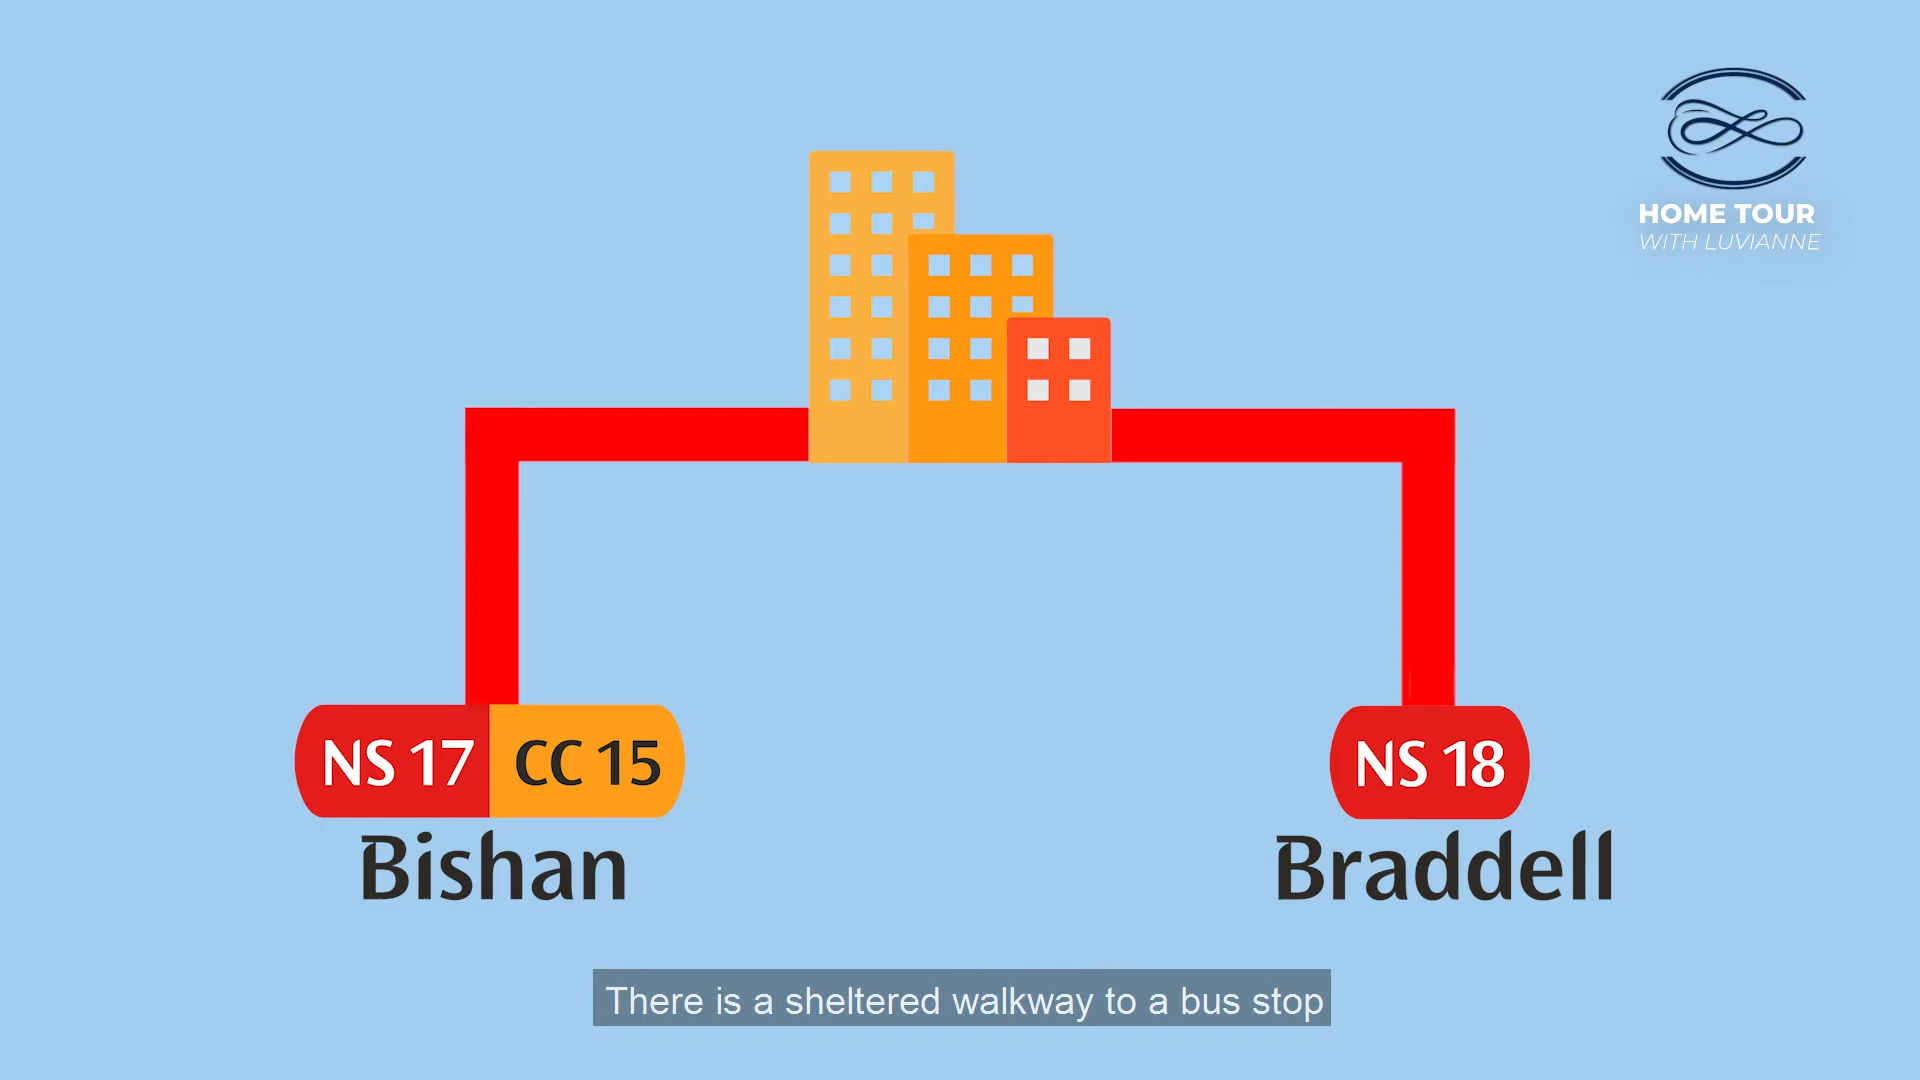 HOME TOUR
WITH LUVIANNE
NS 17 CC 15
Bishan
NS 18
Braddell
There is a sheltered walkway to a bus stop